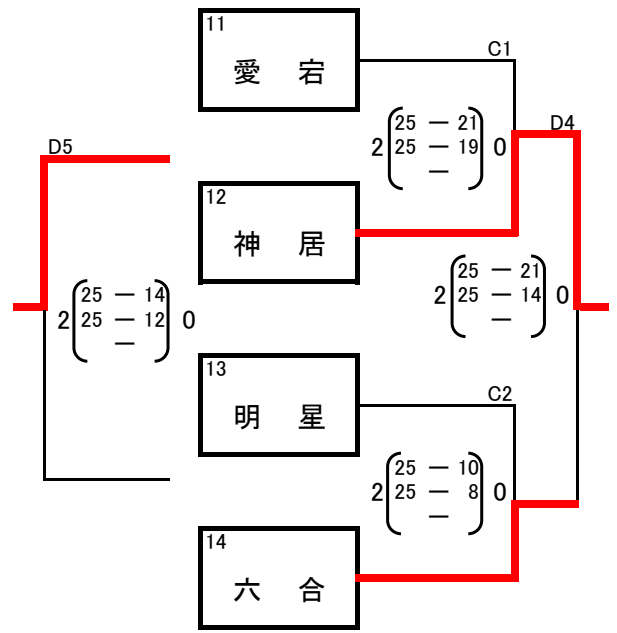 11
愛 宕
C1
25 ー 21
2 25 ー 19 0
ー
D4
D5
12
神 居
25 ー 21
2 25 ー 14 0
ー
25 ー 14
2 25 ー 12 0
ー
13
明 星
C2
25 ー 10
2 25 ー 8 0
ー
14
六 合